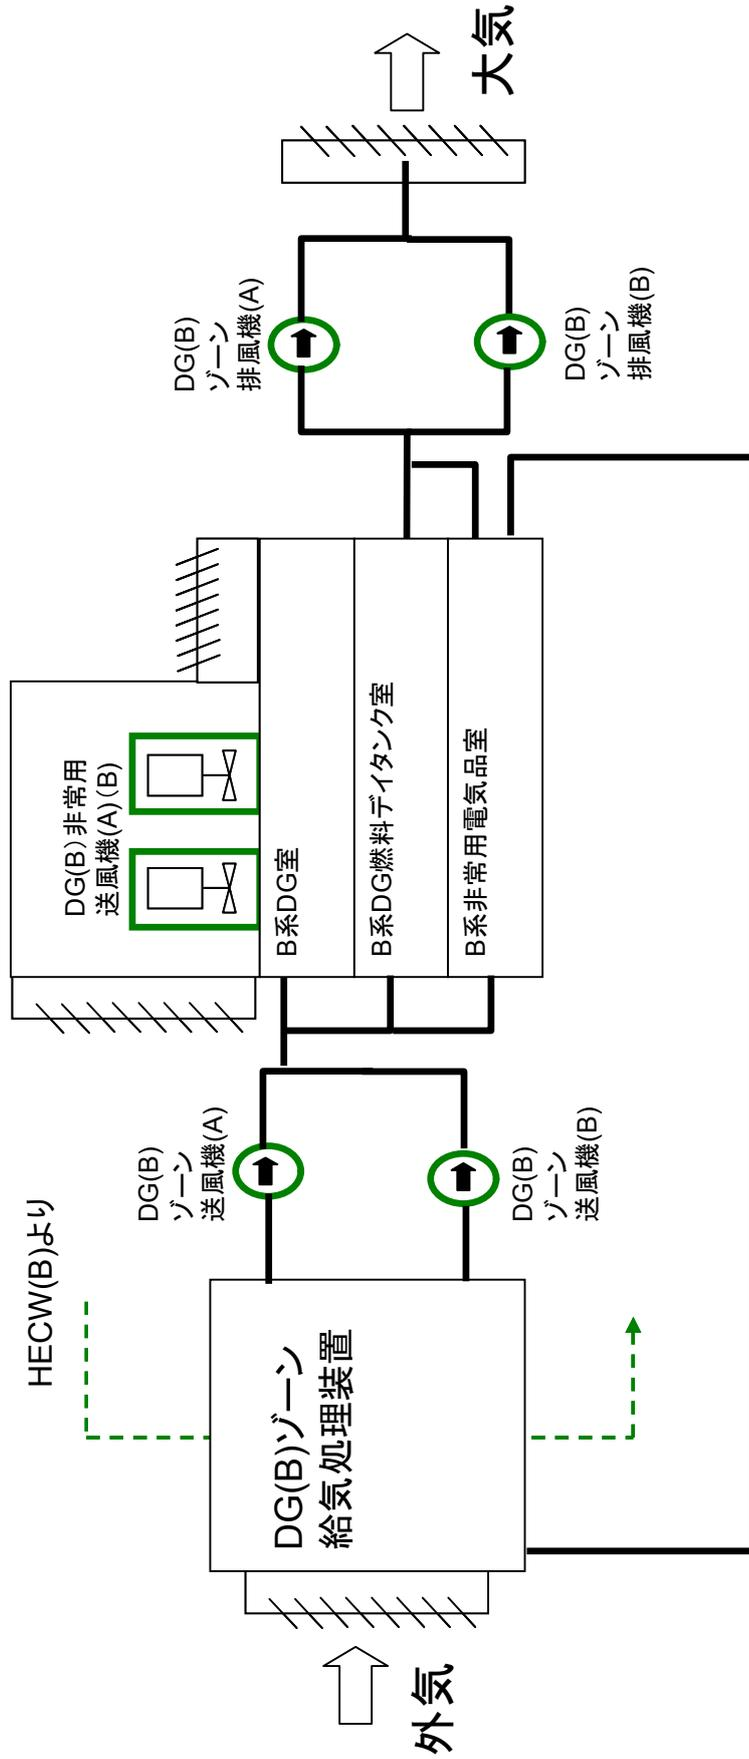 外気
DG(B)ゾーン
給気処理装置
HECW(B)より
DG(B)
ゾーン
送風機(A)
DG(B)
ゾーン
送風機(B)
DG(B)非常用
送風機(A)(B)
B系DG室
B系DG燃料デイタンク室
B系非常用電気品室
DG(B)
ゾーン
排風機(A)
DG(B)
ゾーン
排風機(B)
大気